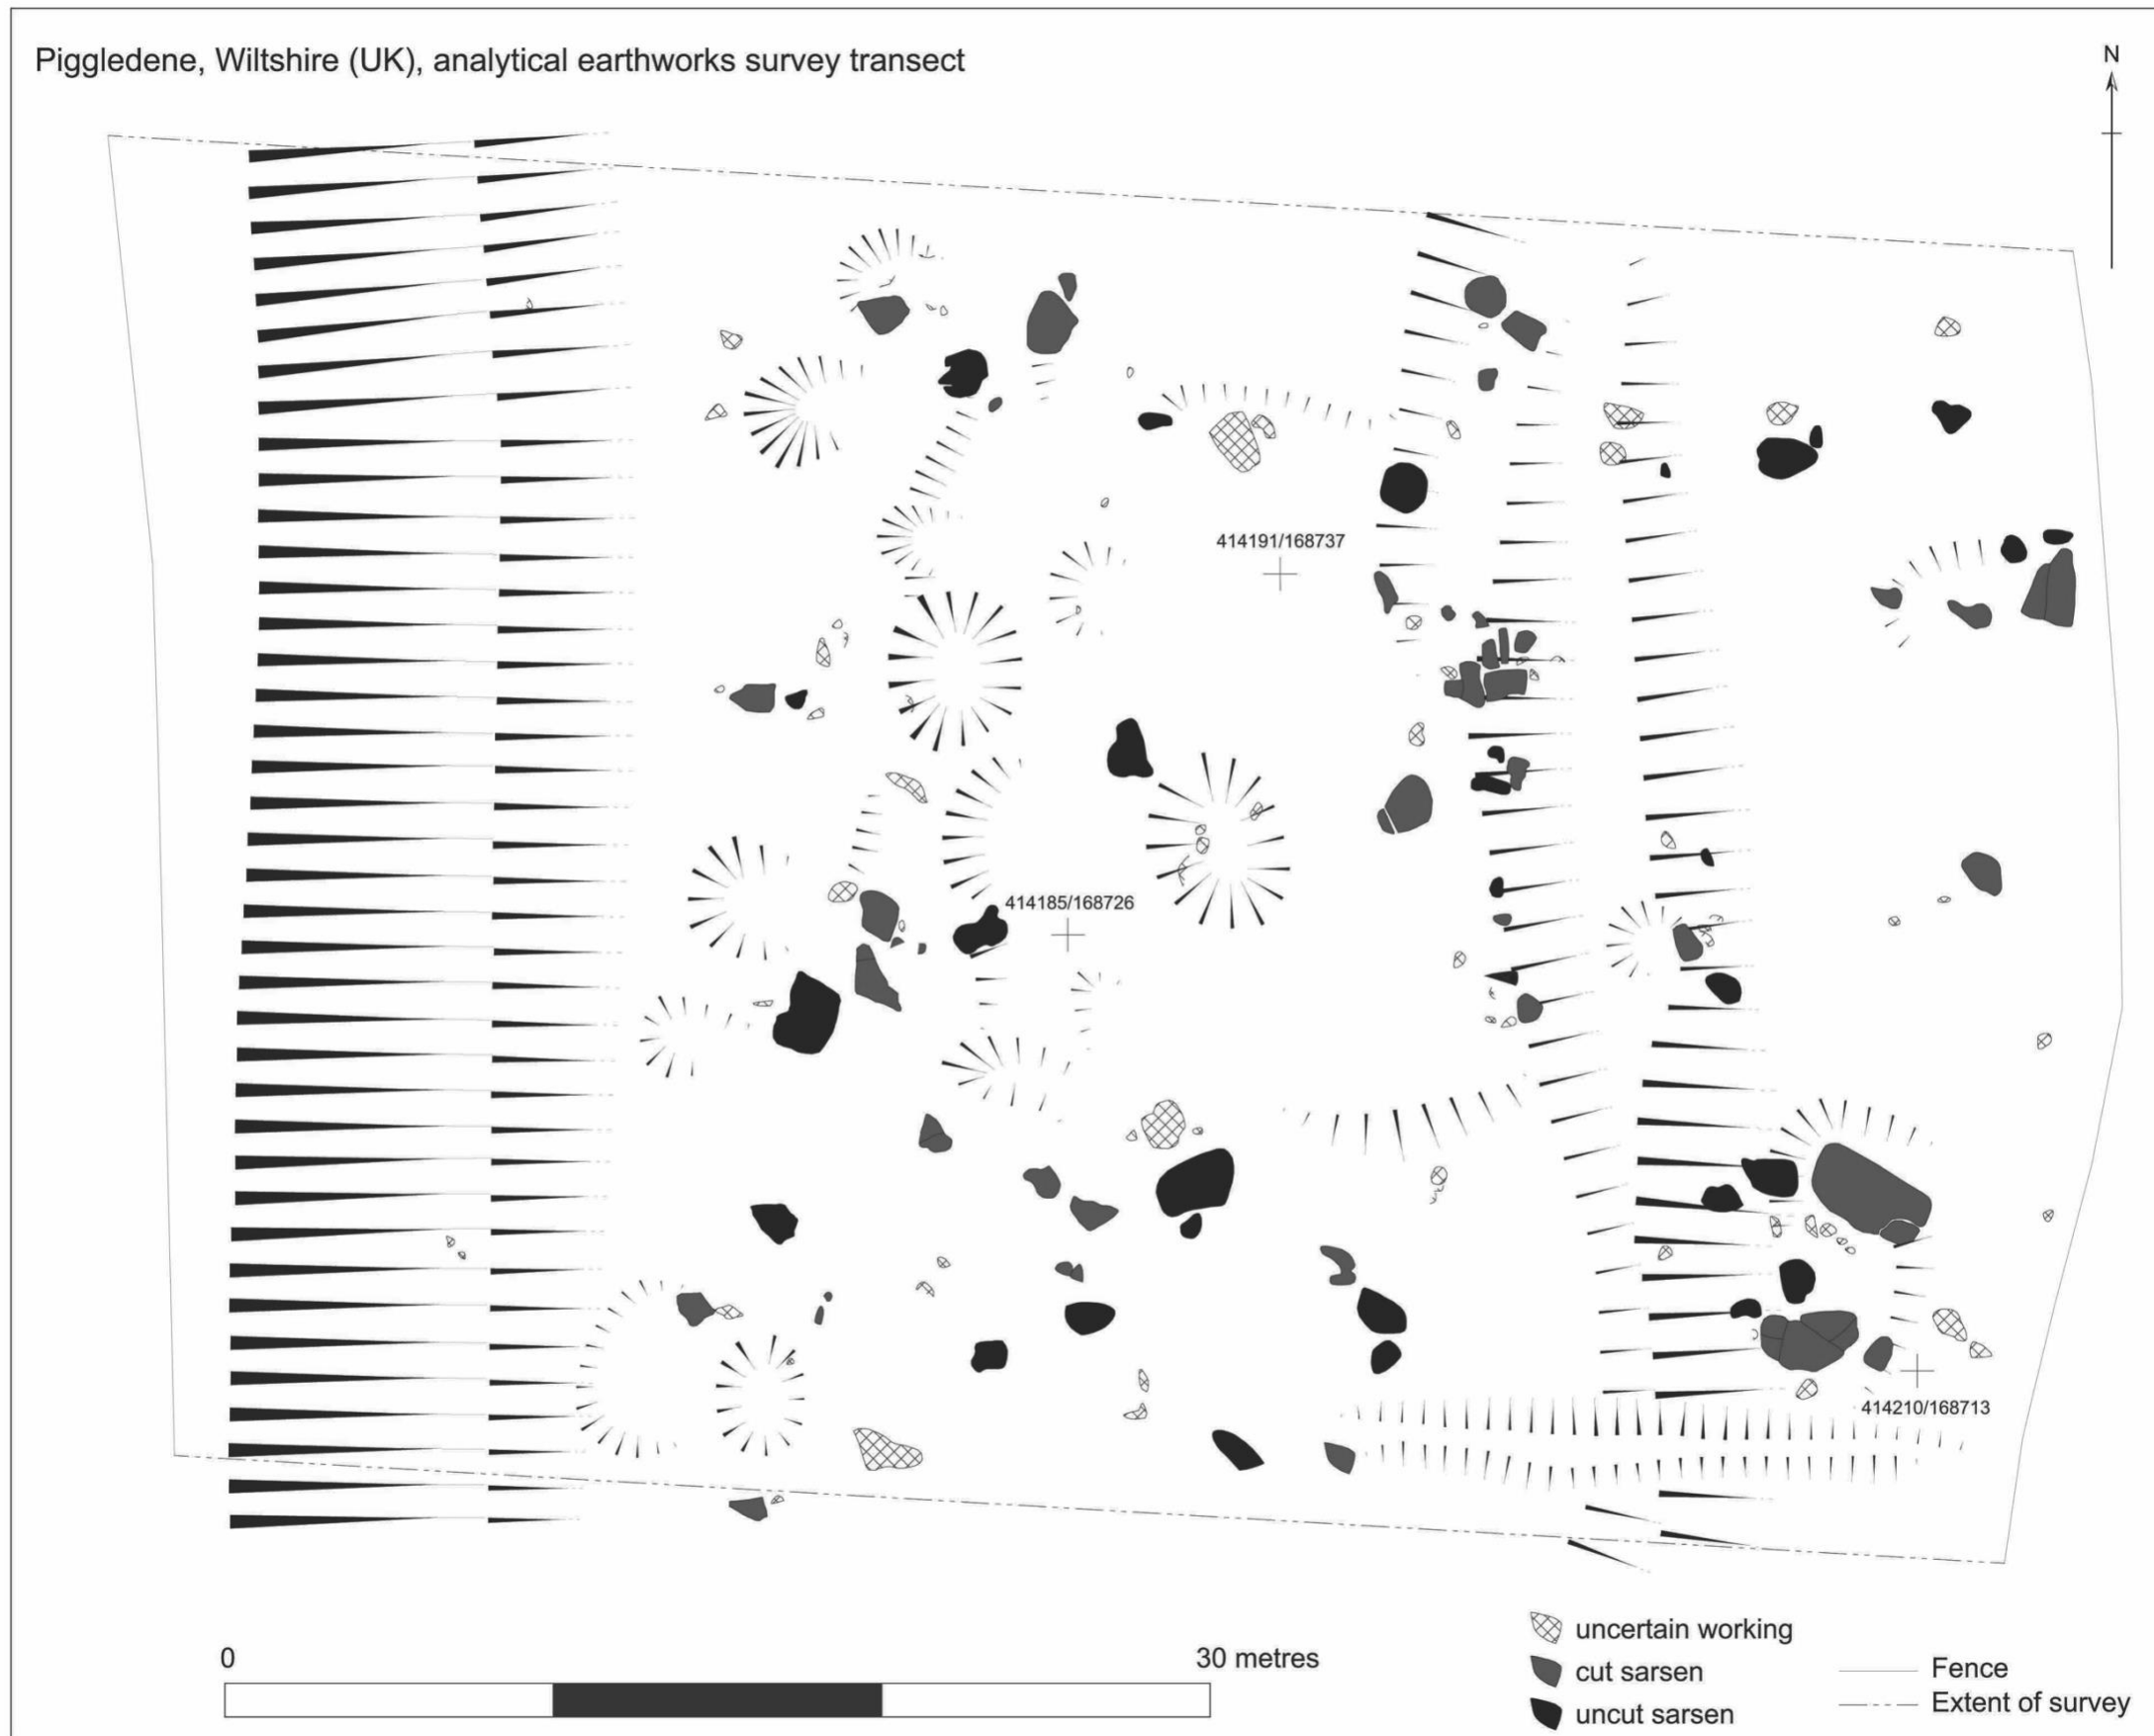 Piggledene, Wiltshire (UK), analytical earthworks survey transect
N
414191/168737
414185/168726
414210/168713
0
30 metres
uncertain working
cut sarsen
uncut sarsen
Fence
Extent of survey